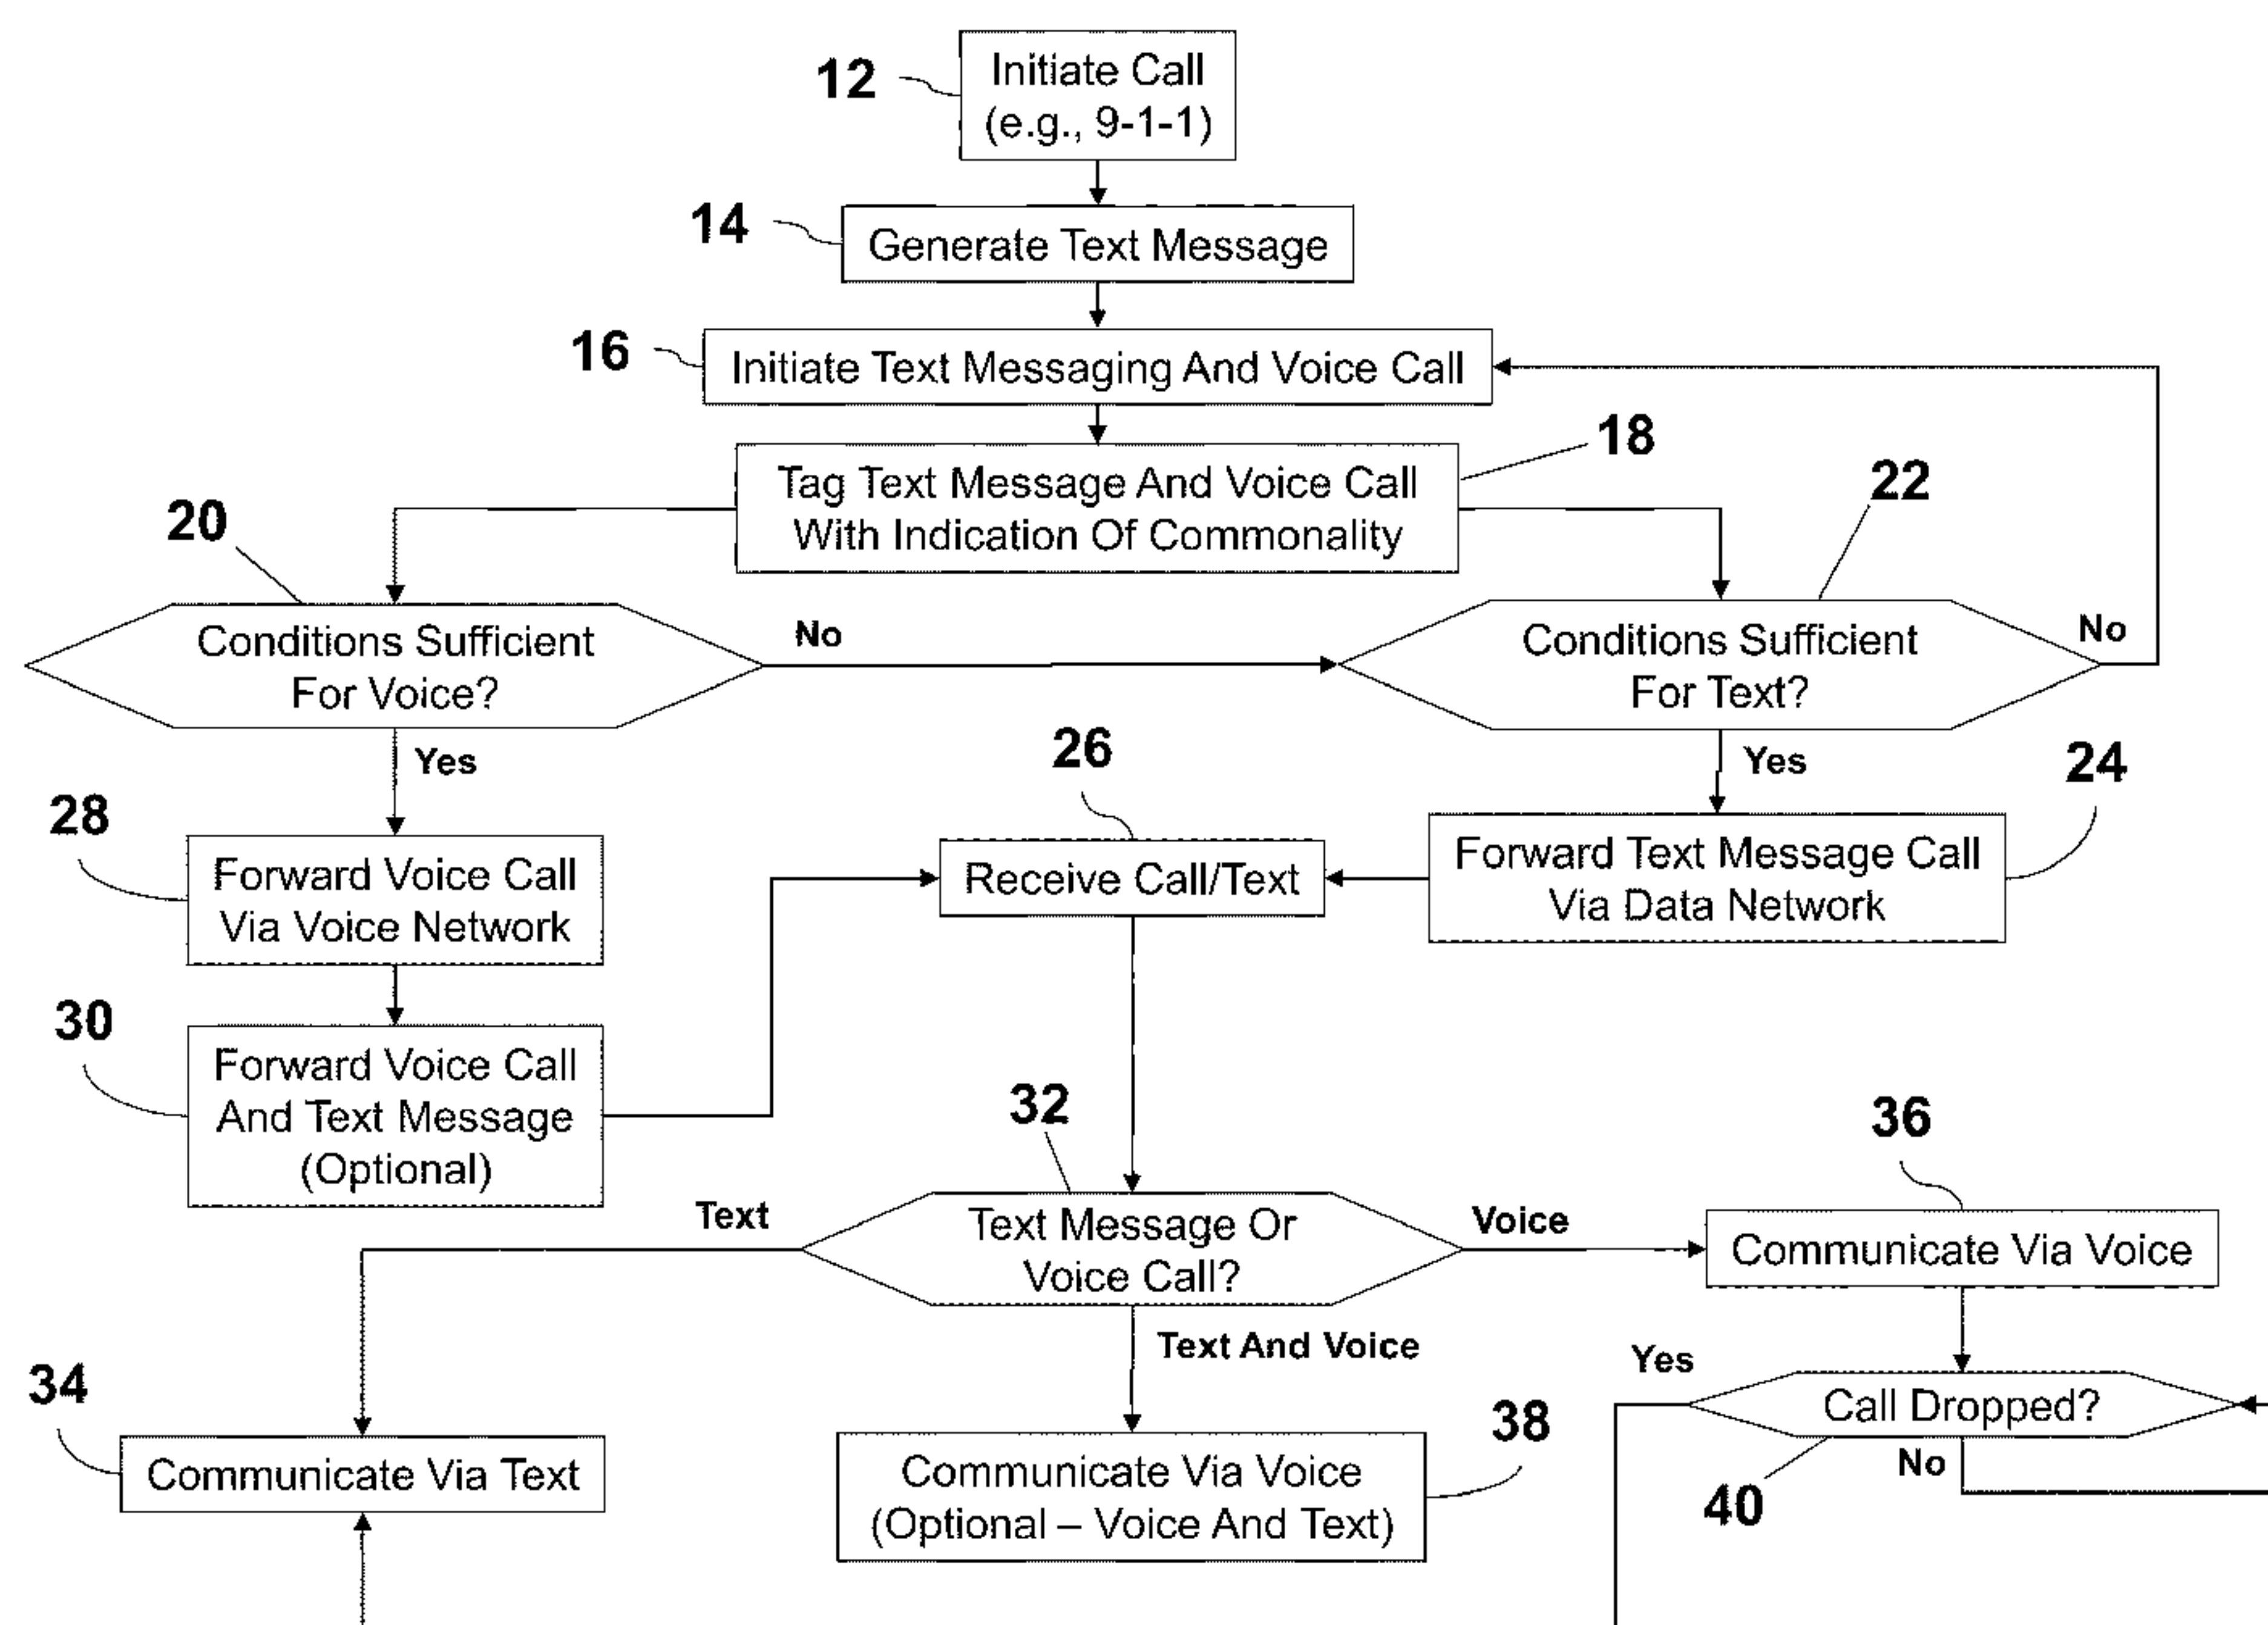 12
Initiate Call
(e.g., 9-1-1)
14
Generate Text Message
16
Initiate Text Messaging And Voice Call
18
Tag Text Message And Voice Call
With Indication Of Commonality
20
22
Conditions Sufficient
For Voice?
No
Conditions Sufficient
For Text?
No
Yes
26
Yes
24
28
Forward Voice Call
Via Voice Network
Receive Call/Text
Forward Text Message Call
Via Data Network
30
Forward Voice Call
And Text Message
(Optional)
32
36
Text
Text Message Or
Voice Call?
Voice
Communicate Via Voice
Text And Voice
Yes
34
Call Dropped?
38
No
Communicate Via Text
Communicate Via Voice
(Optional – Voice And Text)
40